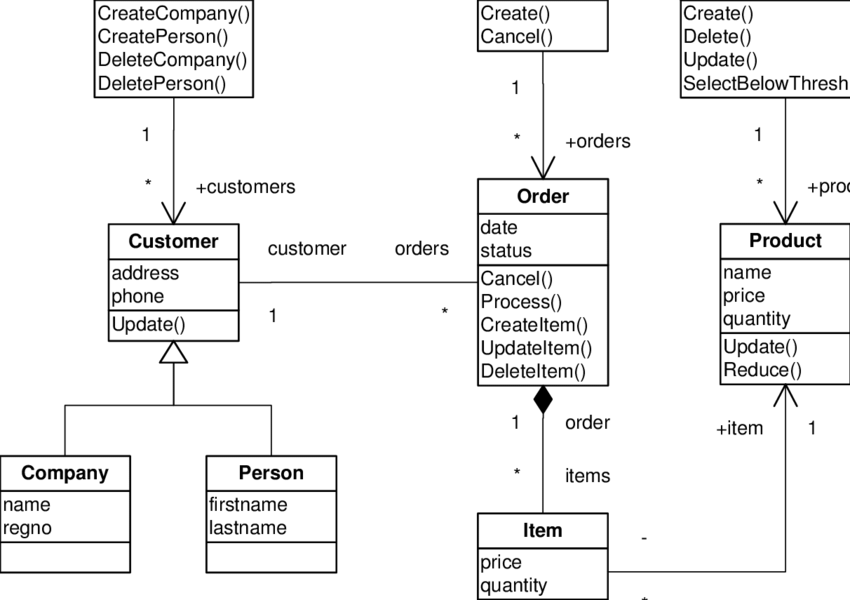 CreateCompany()
CreatePerson()
DeleteCompany()
DeletePerson()
Create()
Cancel()
Create()
Delete()
Update()
SelectBelowThresh
1
*
+customers
1
*
+orders
1
*
+prod
Customer
address
phone
Update()
customer
orders
1
*
Order
date
status
Cancel()
Process()
CreateItem()
UpdateItem()
DeleteItem()
Product
name
price
quantity
Update()
Reduce()
1
order
*
items
+item
1
Company
name
regno
Person
firstname
lastname
Item
price
quantity
-
*